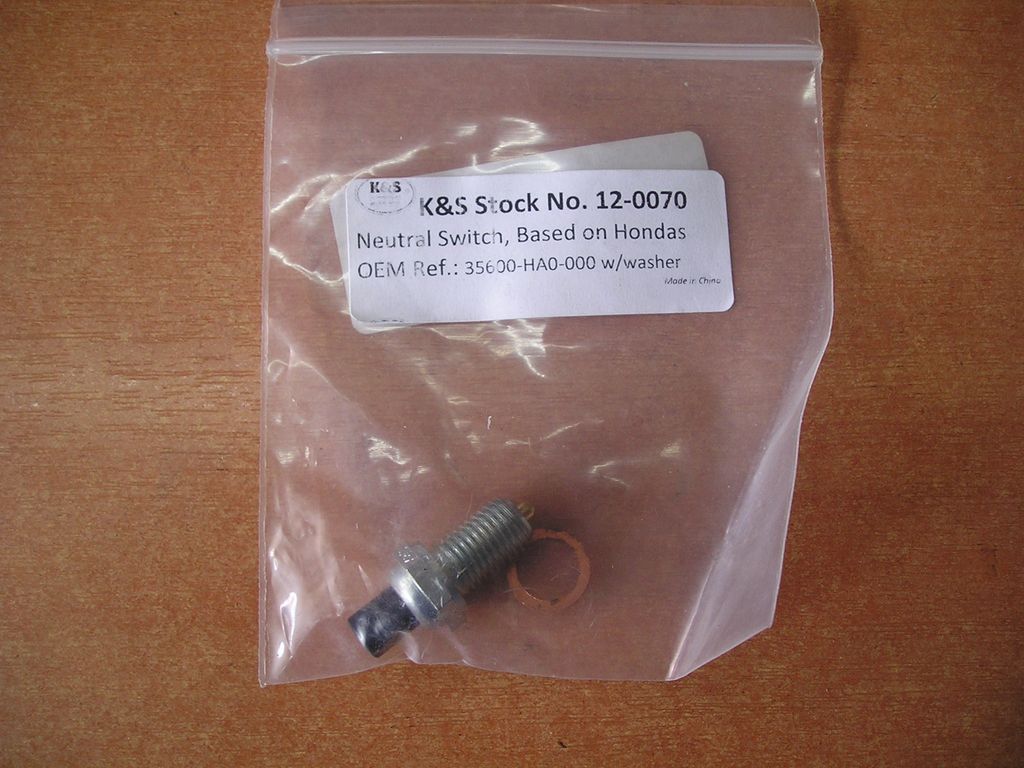 K&S
K&S Stock No. 12-0070
Neutral Switch, Based on Hondas
OEM Ref.: 35600-HA0-000 w/washer
Made in China